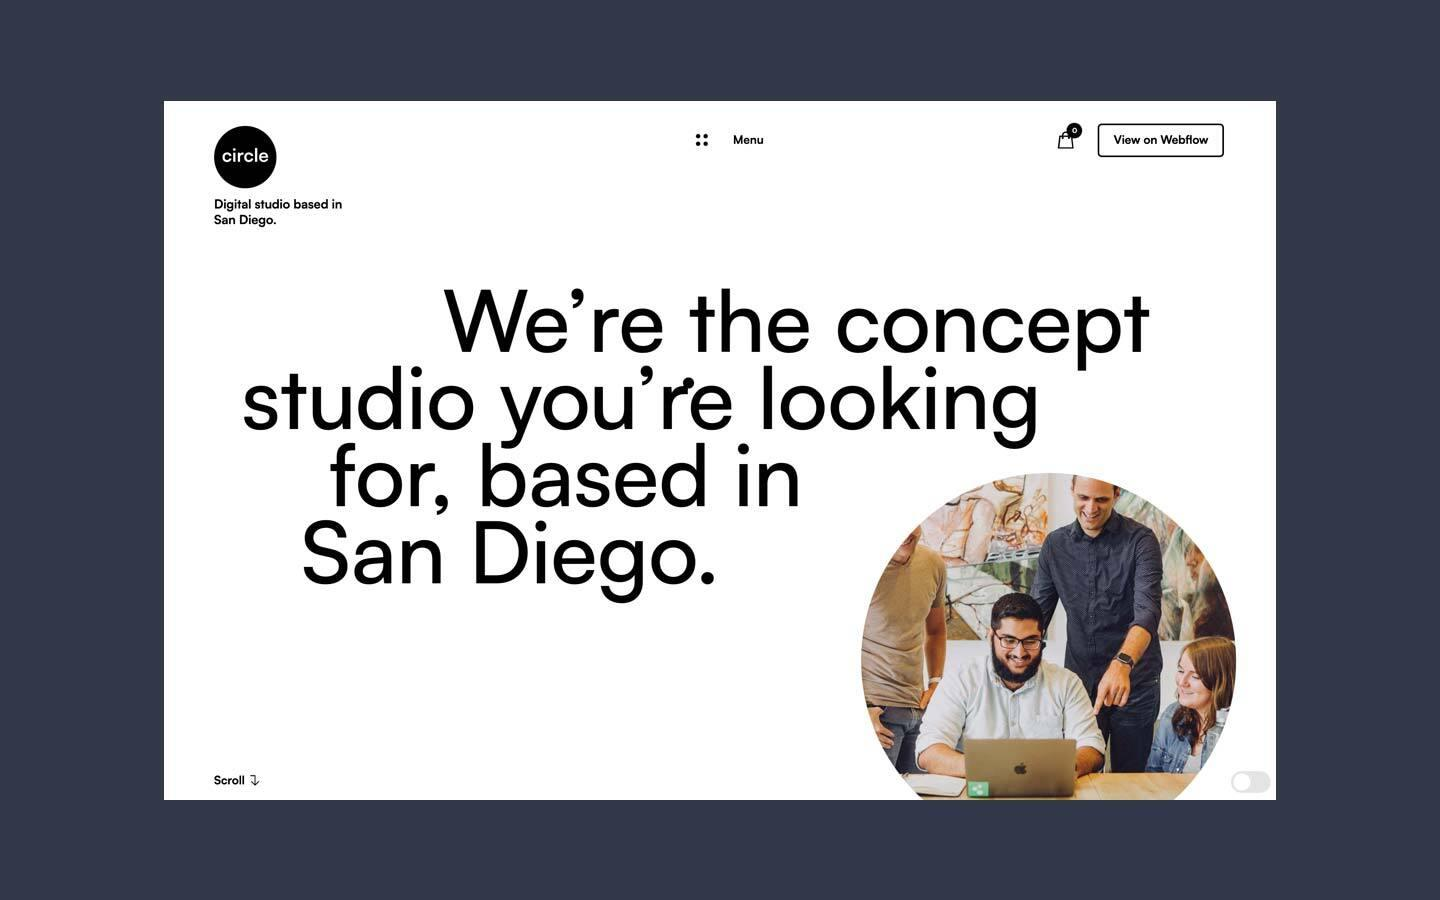 circle
Digital studio based in
San Diego.
Menu
0
View on Webflow
We’re the concept
studio you’re looking
for, based in
San Diego.
Scroll